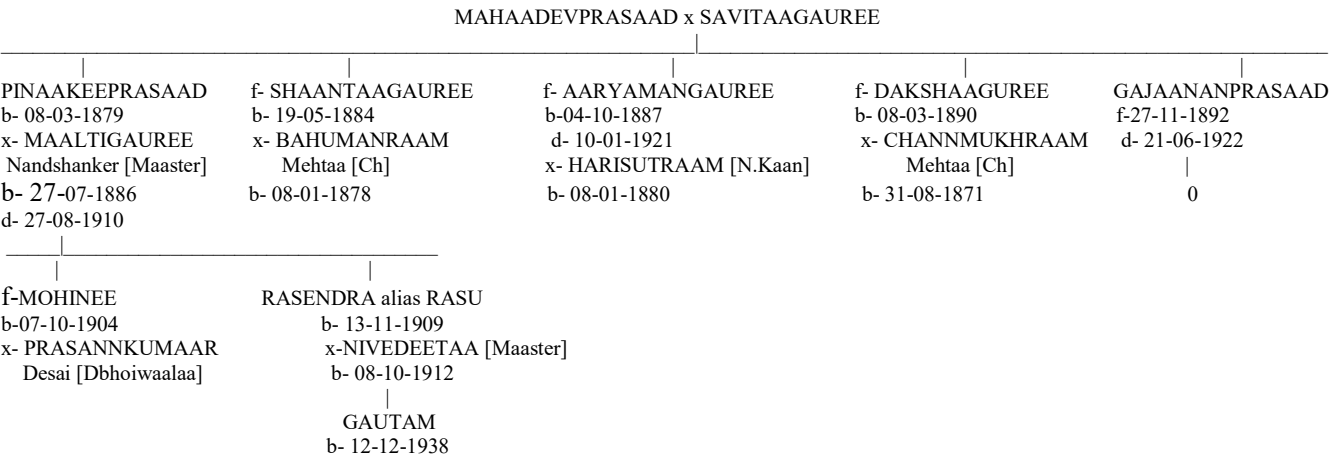 MAHAADEVPRASAAD x SAVITAAGAUREE
PINAAKEEPRASAAD f- SHAANTAAGAUREE f- AARYAMANGAUREE f- DAKSHAAGUREE GAJAANANPRASAAD
b- 08-03-1879 b- 19-05-1884 b-04-10-1887 b- 08-03-1890 f-27-11-1892
x- MAALTIGAUREE x- BAHUMANRAAM d- 10-01-1921 x- CHANNMUKHRAAM d- 21-06-1922
Nandshanker [Maaster] Mehtaa [Ch] x- HARISUTRAAM [N.Kaan] Mehtaa [Ch]
b- 27-07-1886 b- 08-01-1878 b- 08-01-1880 b- 31-08-1871 0
d- 27-08-1910
f-MOHINEE RASENDRA alias RASU
b-07-10-1904 b- 13-11-1909
x- PRASANNKUMAAR x-NIVEDEETAA [Maaster]
Desai [Dbhoiwaalaa] b- 08-10-1912
GAUTAM
b- 12-12-1938